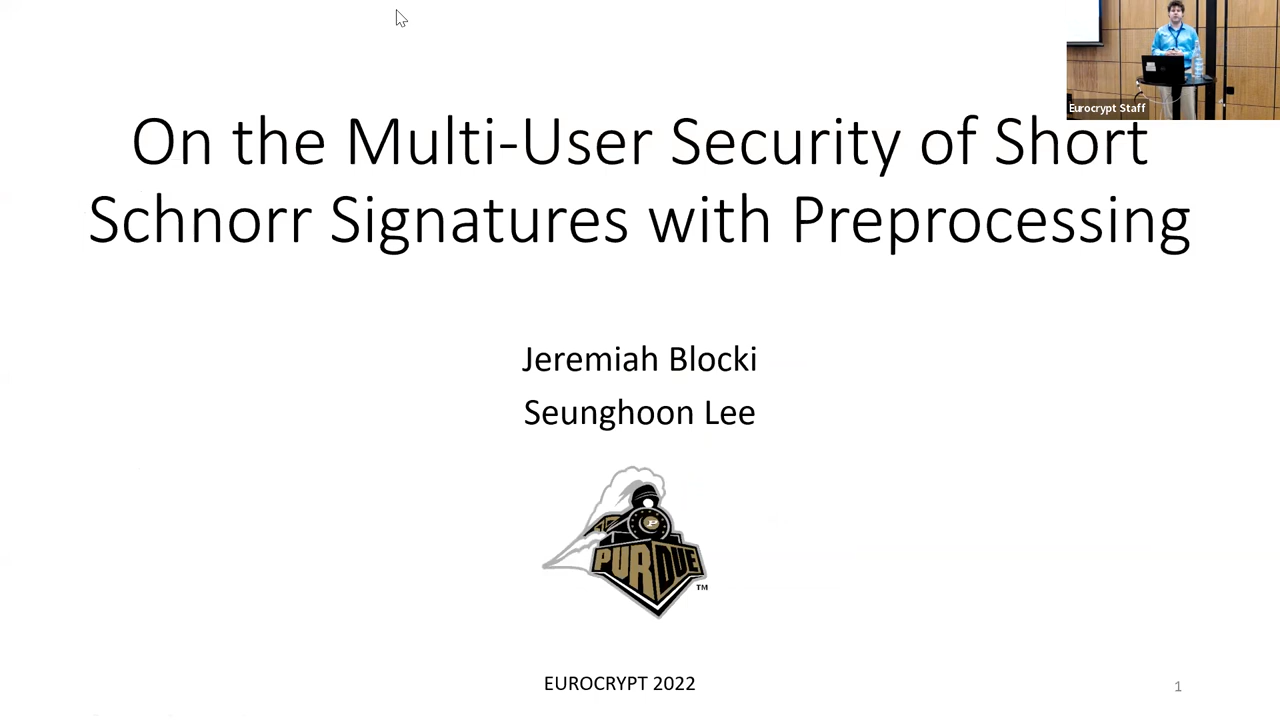 Eurocrypt Staff
On the Multi-User Security of Short
Schnorr Signatures with Preprocessing
Jeremiah Blocki
Seunghoon Lee
P
PURDUE
TM
EUROCRYPT 2022
1